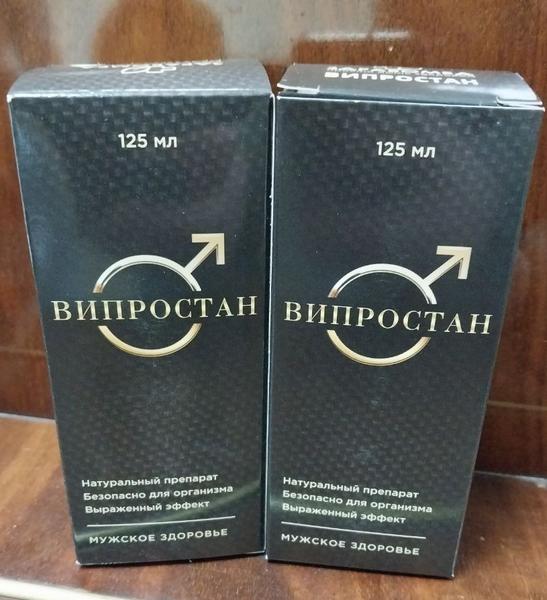 125 мл
ВИПРОСТАН
Натуральный препарат
Безопасно для организма
Выраженный эффект
МУЖСКОЕ ЗДОРОВЬЕ
ВИПРОСТАН
125 мл
ВИПРОСТАН
Натуральный препарат
Безопасно для организма
Выраженный эффект
МУЖСКОЕ ЗДОРОВЬЕ